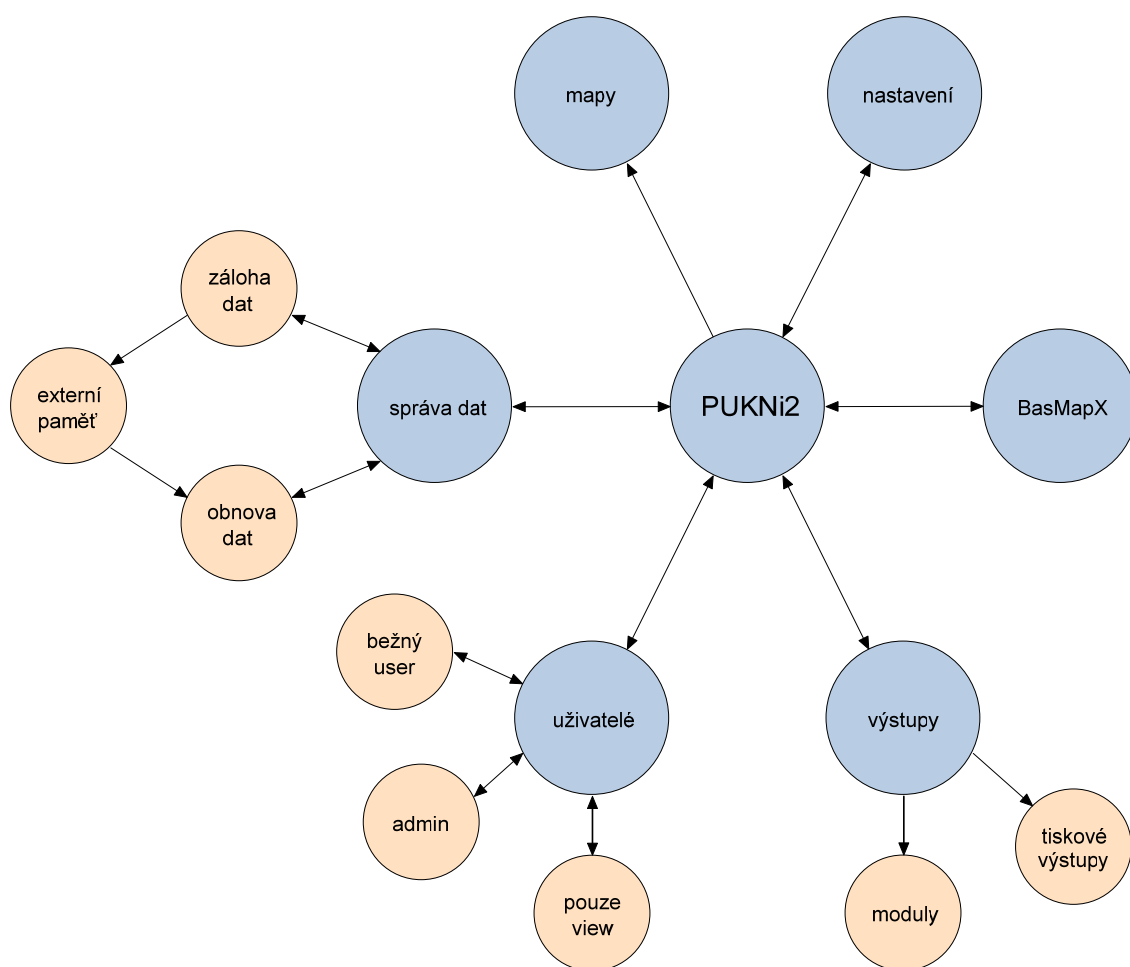 mapy
nastavení
záloha
dat
externí
paměť
správa dat
PUKNi2
BasMapX
obnova
dat
bežný
user
uživatelé
výstupy
admin
tiskové
výstupy
pouze
view
moduly